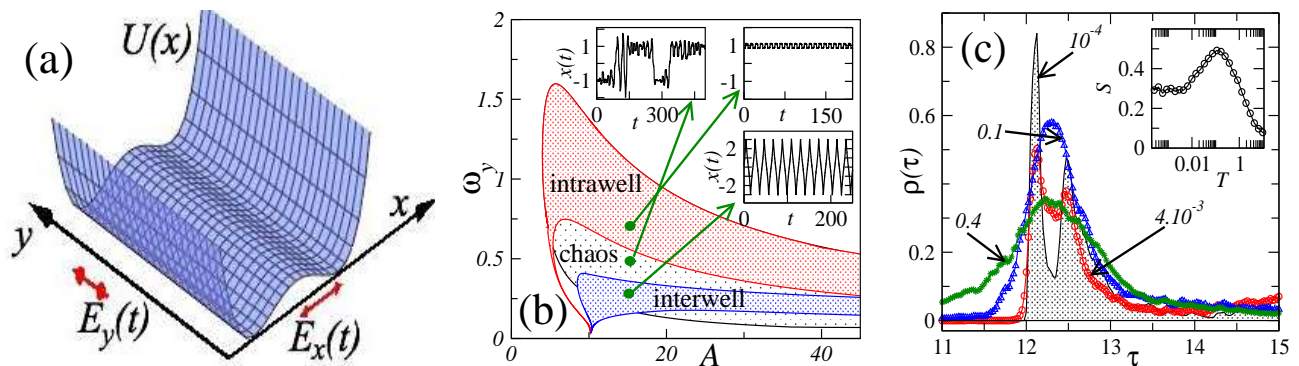 (a)
U(x)
x
y
E_y(t)
E_x(t)
(b)
ω_y
2
1.5
1
0.5
0
0
15
30
A
intrawell
chaos
interwell
x(t)
1
-1
0
t
300
1
-1
0
t
150
x(t)
2
-2
0
t
200
(c)
ρ(τ)
0.8
0.6
0.4
0.2
0
11
12
13
14
15
τ
10^-4
0.1
0.4
4.10^-3
S
0.4
0.2
0
0.01
1
T